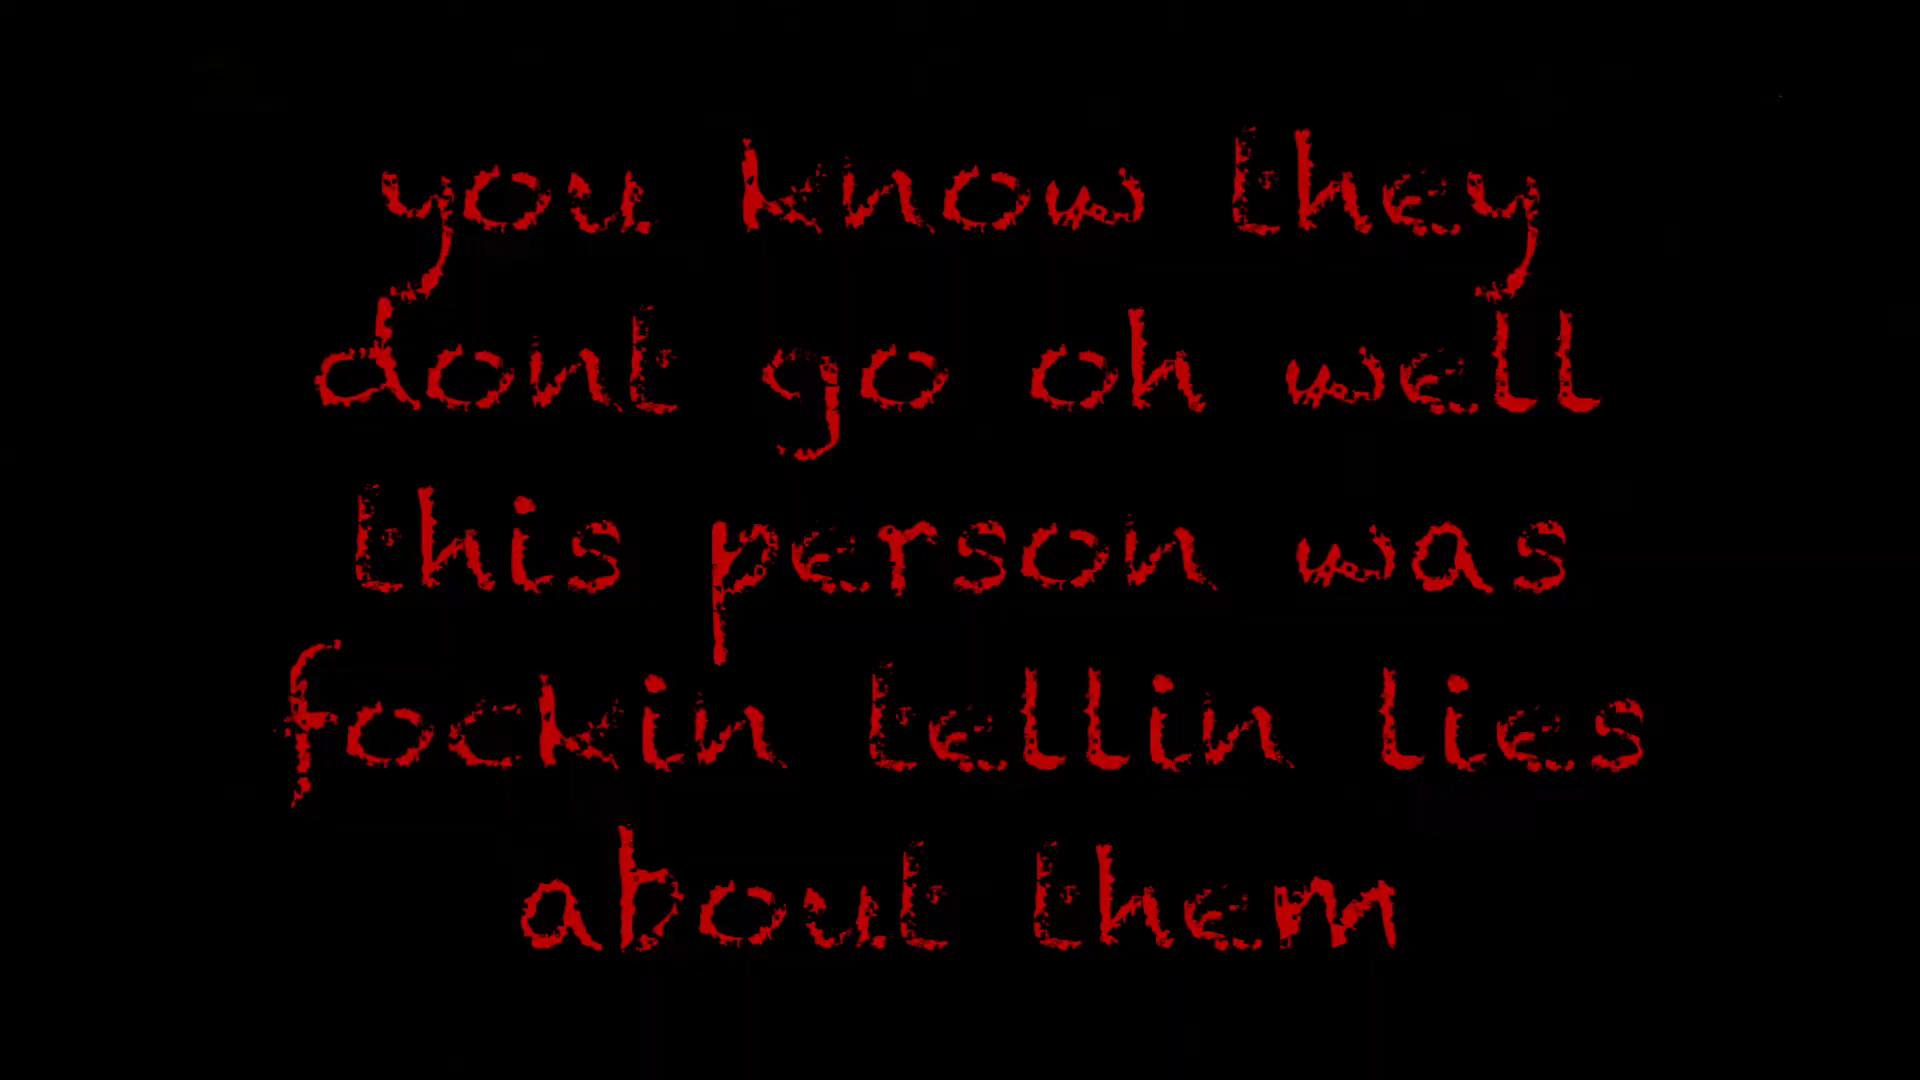 you know they
dont go oh well
this person was
fockin tellin lies
about them